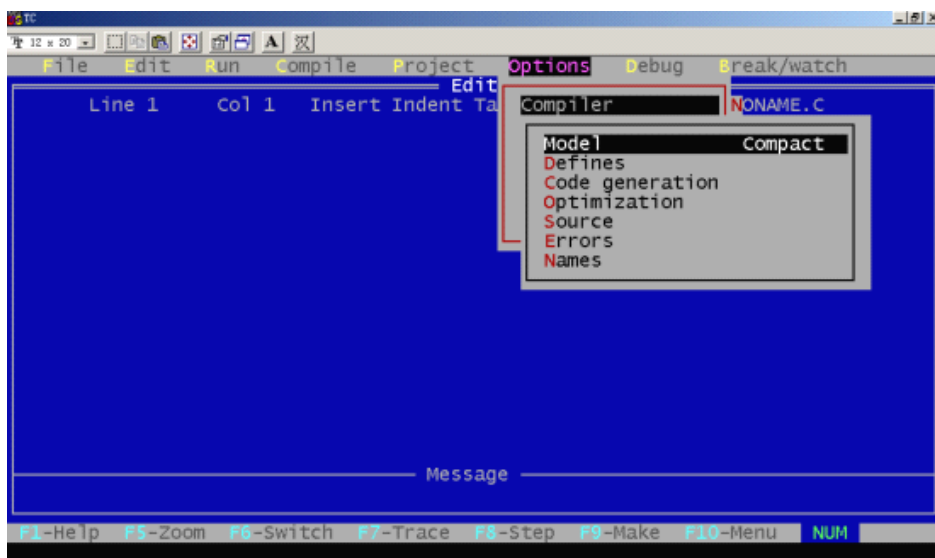 TC
12 x 20 A 汉
File Edit Run Compile Project Options Debug Break/watch
Edit
Line 1 Col 1 Insert Indent Ta Compiler NONAME.C
Model Compact
Defines
Code generation
Optimization
Source
Errors
Names
Message
F1-Help F5-Zoom F6-Switch F7-Trace F8-Step F9-Make F10-Menu NUM